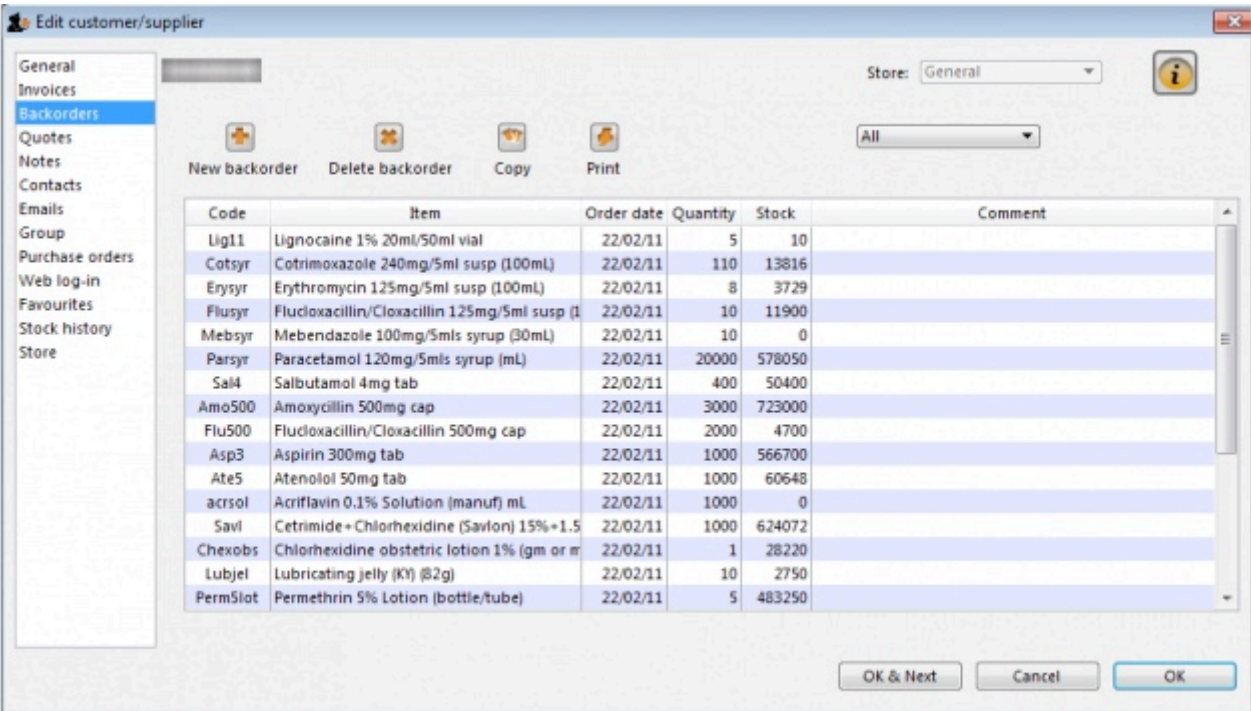 Edit customer/supplier
General
Invoices
Backorders
Quotes
Notes
Contacts
Emails
Group
Purchase orders
Web log-in
Favourites
Stock history
Store
Store: General
i
New backorder Delete backorder Copy Print
All
Code Item Order date Quantity Stock Comment
Lig11 Lignocaine 1% 20ml/50ml vial 22/02/11 5 10
Cotsyr Cotrimoxazole 240mg/5ml susp (100mL) 22/02/11 110 13816
Erysyr Erythromycin 125mg/5ml susp (100mL) 22/02/11 8 3729
Flusyr Flucloxacillin/Cloxacillin 125mg/5ml susp (1 22/02/11 10 11900
Mebsyr Mebendazole 100mg/5mls syrup (30mL) 22/02/11 10 0
Parsyr Paracetamol 120mg/5mls syrup (mL) 22/02/11 20000 578050
Sal4 Salbutamol 4mg tab 22/02/11 400 50400
Amo500 Amoxycillin 500mg cap 22/02/11 3000 723000
Flu500 Flucloxacillin/Cloxacillin 500mg cap 22/02/11 2000 4700
Asp3 Aspirin 300mg tab 22/02/11 1000 566700
Ate5 Atenolol 50mg tab 22/02/11 1000 60648
acrsol Acriflavin 0.1% Solution (manuf) mL 22/02/11 1000 0
Savl Cetrimide+Chlorhexidine (Savlon) 15%+1.5 22/02/11 1000 624072
Chexobs Chlorhexidine obstetric lotion 1% (gm or m 22/02/11 1 28220
Lubjel Lubricating jelly (KY) (82g) 22/02/11 10 2750
Perm5lot Permethrin 5% Lotion (bottle/tube) 22/02/11 5 483250
OK & Next Cancel OK